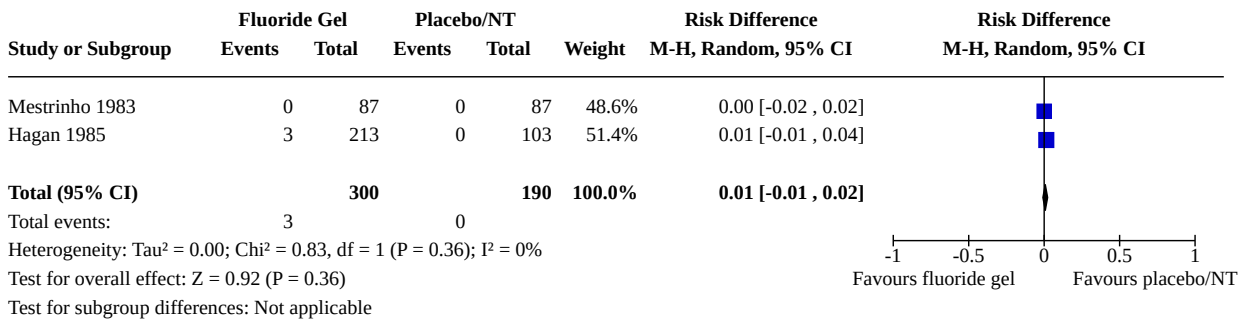 Fluoride Gel Placebo/NT Risk Difference Risk Difference
Study or Subgroup Events Total Events Total Weight M-H, Random, 95% CI M-H, Random, 95% CI
Mestrinho 1983 0 87 0 87 48.6% 0.00 [-0.02 , 0.02]
Hagan 1985 3 213 0 103 51.4% 0.01 [-0.01 , 0.04]
Total (95% CI) 300 190 100.0% 0.01 [-0.01 , 0.02]
Total events: 3 0
Heterogeneity: Tau² = 0.00; Chi² = 0.83, df = 1 (P = 0.36); I² = 0%
-1 -0.5 0 0.5 1
Test for overall effect: Z = 0.92 (P = 0.36)
Favours fluoride gel Favours placebo/NT
Test for subgroup differences: Not applicable